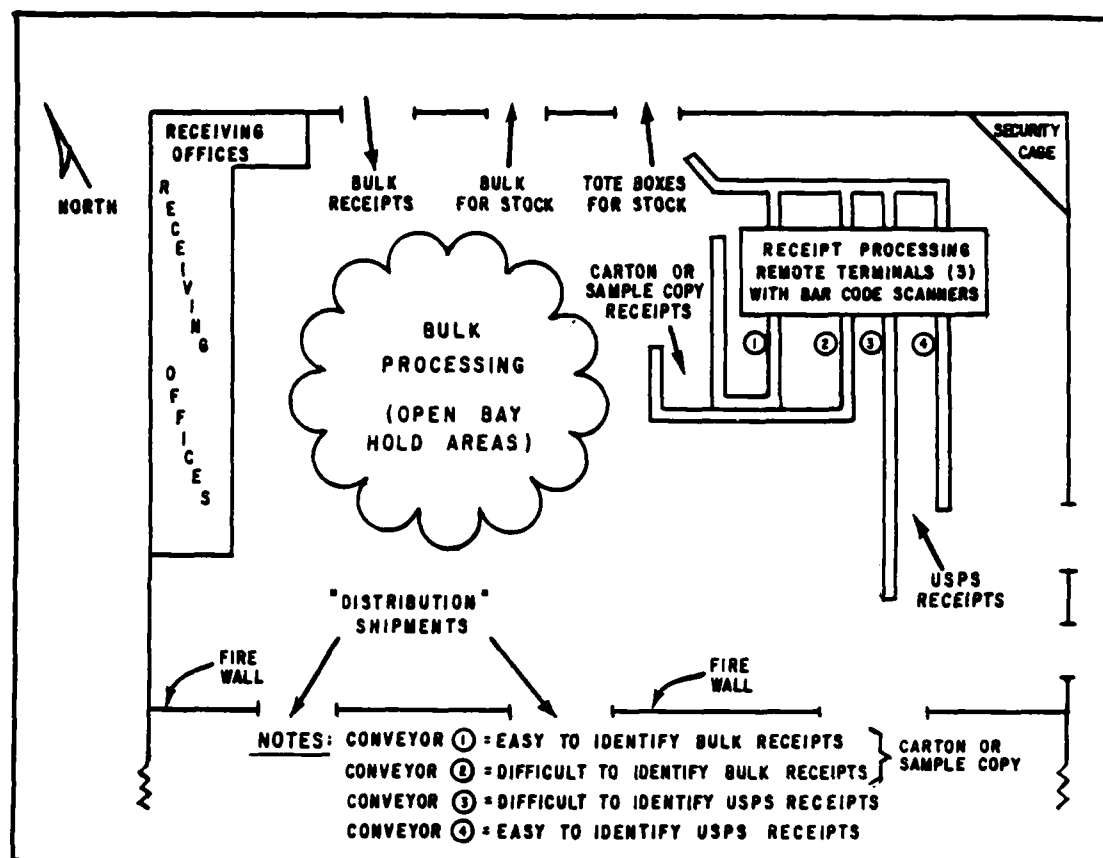 RECEIVING
OFFICES
SECURITY
CAGE
NORTH
RECEIVING OFFICES
BULK
RECEIPTS
BULK
FOR STOCK
TOTE BOXES
FOR STOCK
RECEIPT PROCESSING
REMOTE TERMINALS (3)
WITH BAR CODE SCANNERS
CARTON OR
SAMPLE COPY
RECEIPTS
1 2 3 4
BULK
PROCESSING
(OPEN BAY
HOLD AREAS)
USPS
RECEIPTS
"DISTRIBUTION"
SHIPMENTS
FIRE
WALL
FIRE
WALL
NOTES: CONVEYOR 1 = EASY TO IDENTIFY BULK RECEIPTS
CONVEYOR 2 = DIFFICULT TO IDENTIFY BULK RECEIPTS
CARTON OR
SAMPLE COPY
CONVEYOR 3 = DIFFICULT TO IDENTIFY USPS RECEIPTS
CONVEYOR 4 = EASY TO IDENTIFY USPS RECEIPTS